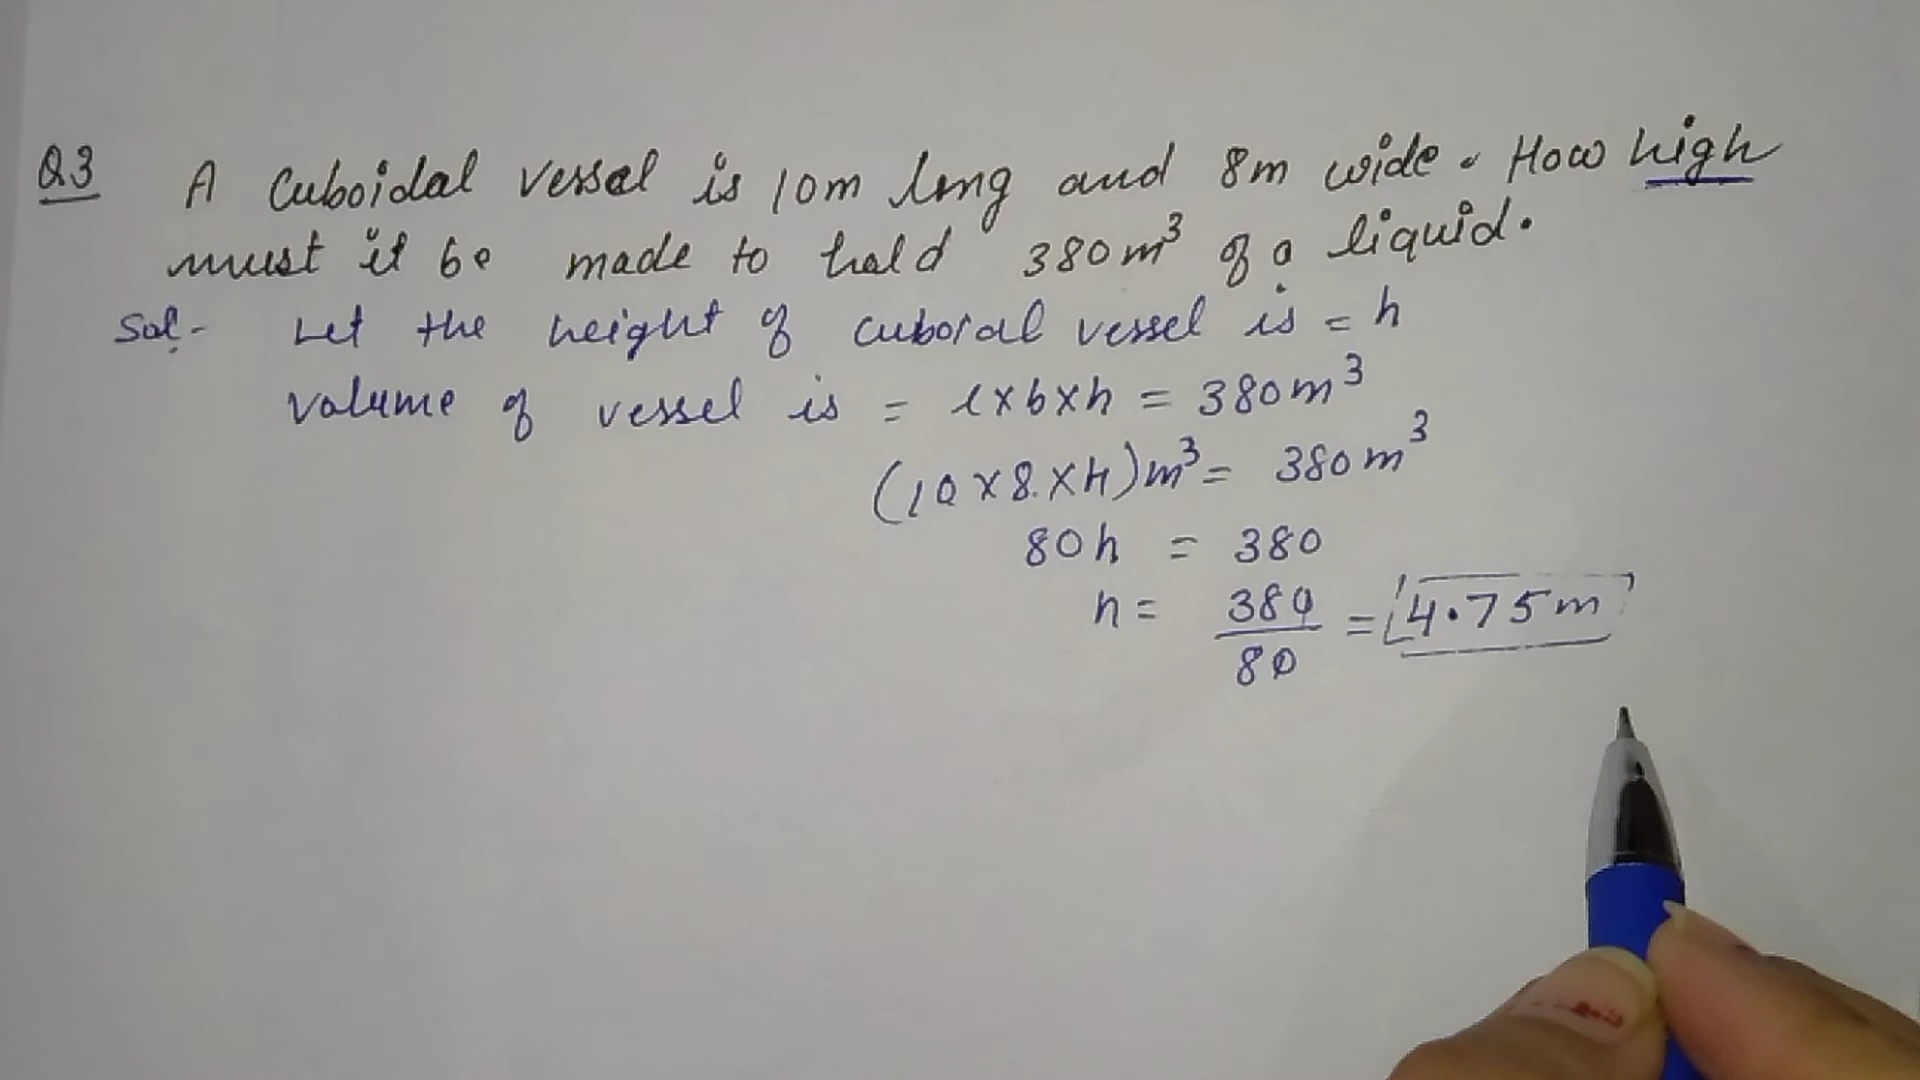 Q3 A Cuboidal vessel is 10m long and 8m wide. How high
must it be made to hold 380m³ of a liquid.
Sol- Let the height of cuboial vessel is = h
Volume of vessel is = l×b×h = 380m³
(10×8×h)m³ = 380m³
80h = 380
h = 380/80 = 4.75m